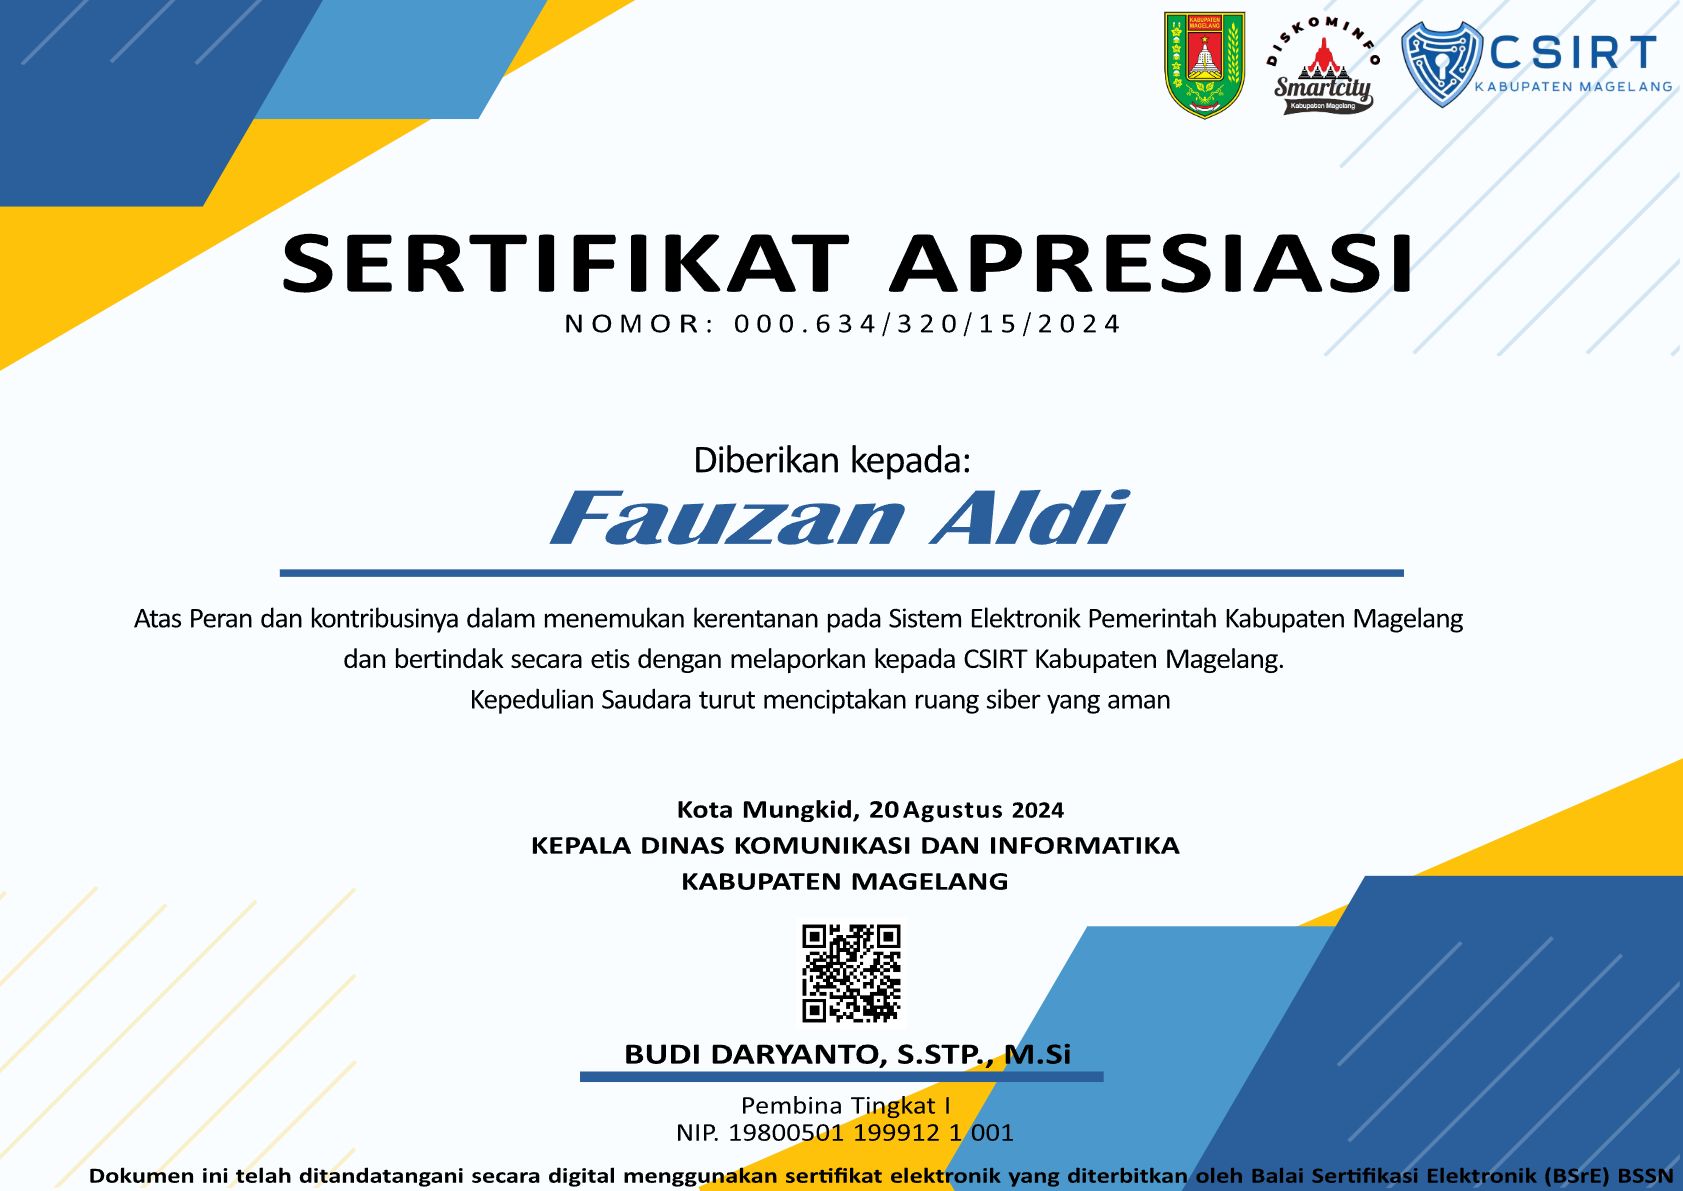 KABUPATEN
MAGELANG
DISKOMINFO
Smartcity
Kabupaten Magelang
CSIRT
KABUPATEN MAGELANG
SERTIFIKAT APRESIASI
NOMOR: 000.634/320/15/2024
Diberikan kepada:
Fauzan Aldi
Atas Peran dan kontribusinya dalam menemukan kerentanan pada Sistem Elektronik Pemerintah Kabupaten Magelang
dan bertindak secara etis dengan melaporkan kepada CSIRT Kabupaten Magelang.
Kepedulian Saudara turut menciptakan ruang siber yang aman
Kota Mungkid, 20 Agustus 2024
KEPALA DINAS KOMUNIKASI DAN INFORMATIKA
KABUPATEN MAGELANG
BUDI DARYANTO, S.STP., M.Si
Pembina Tingkat I
NIP. 19800501 199912 1 001
Dokumen ini telah ditandatangani secara digital menggunakan sertifikat elektronik yang diterbitkan oleh Balai Sertifikasi Elektronik (BSrE) BSSN